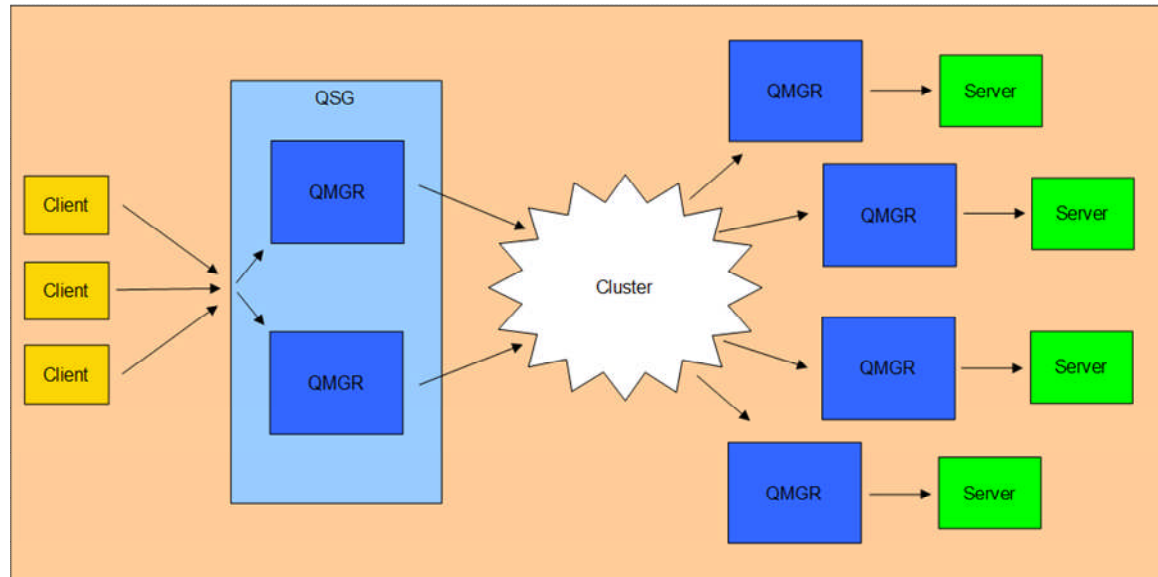 QSG
QMGR
QMGR
Client
Client
Client
Cluster
QMGR
Server
QMGR
Server
QMGR
Server
QMGR
Server